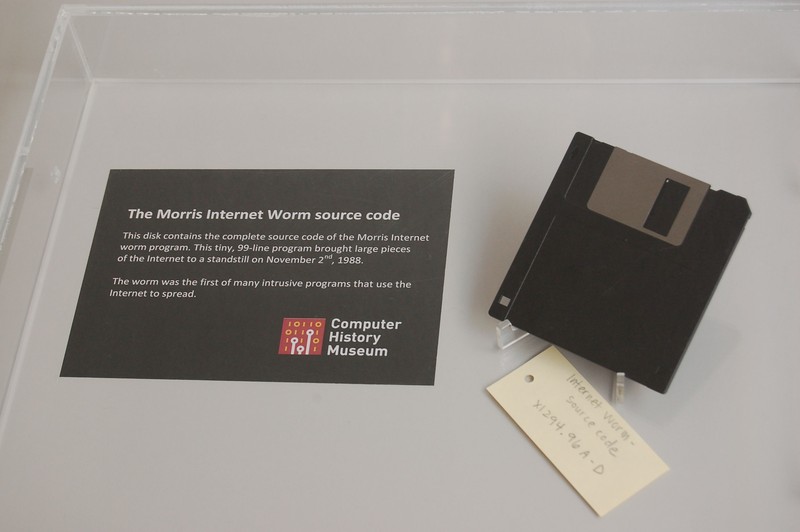 The Morris Internet Worm source code
This disk contains the complete source code of the Morris Internet
worm program. This tiny, 99-line program brought large pieces
of the Internet to a standstill on November 2nd, 1988.
The worm was the first of many intrusive programs that use the
Internet to spread.
10110
01101
Computer
History
Museum
Internet Worm-
source code
X1294.96A-D